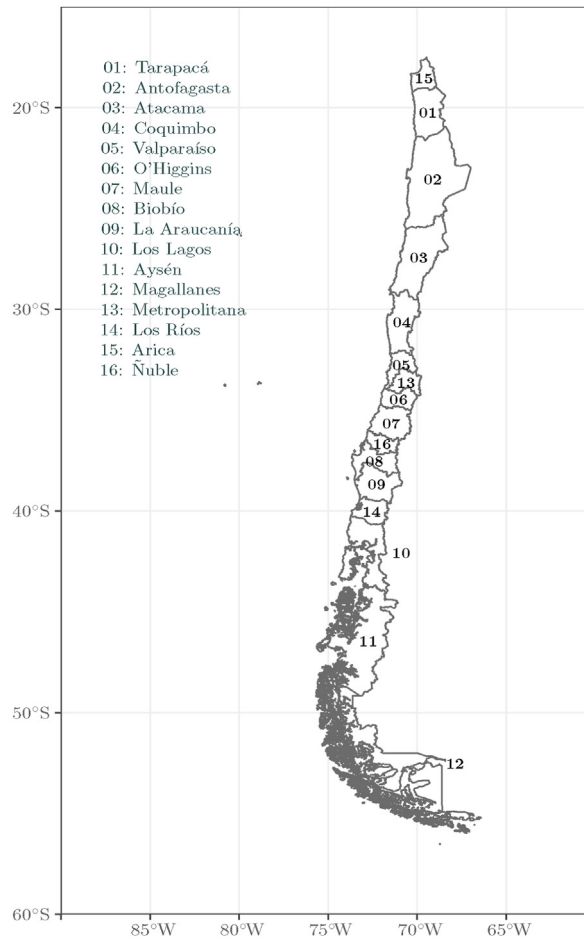 01: Tarapacá
02: Antofagasta
03: Atacama
04: Coquimbo
05: Valparaíso
06: O'Higgins
07: Maule
08: Biobío
09: La Araucanía
10: Los Lagos
11: Aysén
12: Magallanes
13: Metropolitana
14: Los Ríos
15: Arica
16: Ñuble
15
20°S
01
02
03
30°S
04
05
13
06
07
16
08
09
40°S
14
10
11
50°S
12
60°S
85°W 80°W 75°W 70°W 65°W